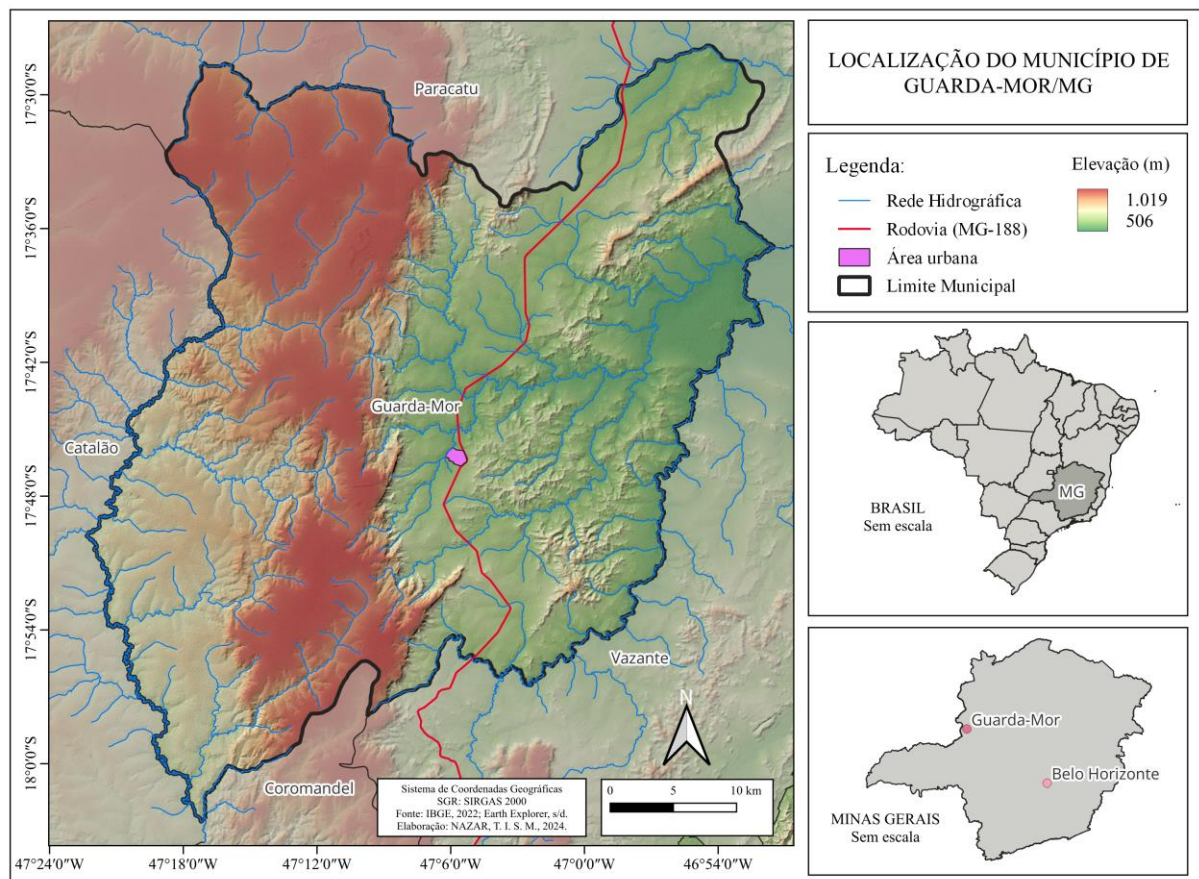 LOCALIZAÇÃO DO MUNICÍPIO DE
GUARDA-MOR/MG
Legenda:
Rede Hidrográfica
Rodovia (MG-188)
Área urbana
Limite Municipal
Elevação (m)
1.019
506
17°30'0"S
17°36'0"S
17°42'0"S
17°48'0"S
17°54'0"S
18°0'0"S
Paracatu
Guarda-Mor
Catalão
Vazante
Coromandel
N
Sistema de Coordenadas Geográficas
SGR: SIRGAS 2000
Fonte: IBGE, 2022; Earth Explorer, s/d.
Elaboração: NAZAR, T. I. S. M., 2024.
0 5 10 km
47°24'0"W 47°18'0"W 47°12'0"W 47°6'0"W 47°0'0"W 46°54'0"W
MG
BRASIL
Sem escala
Guarda-Mor
Belo Horizonte
MINAS GERAIS
Sem escala